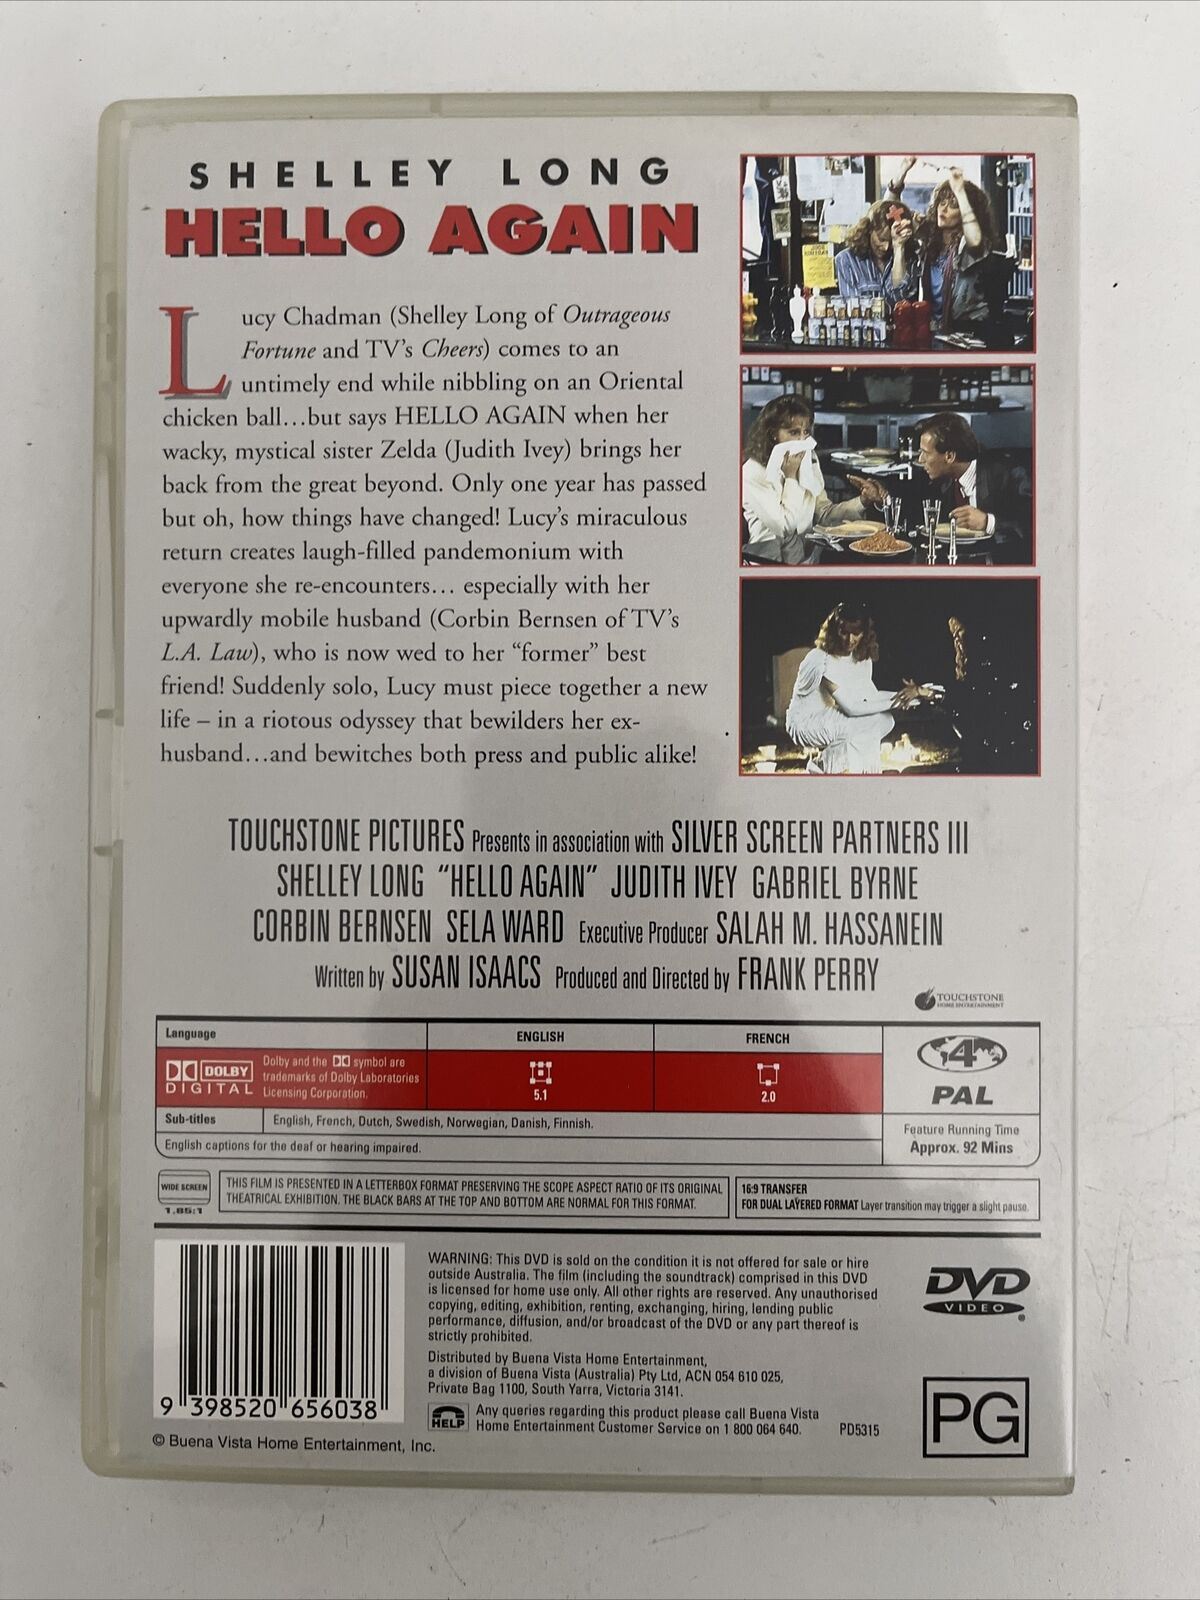 SHELLEY LONG
HELLO AGAIN
Lucy Chadman (Shelley Long of Outrageous
Fortune and TV's Cheers) comes to an
untimely end while nibbling on an Oriental
chicken ball...but says HELLO AGAIN when her
wacky, mystical sister Zelda (Judith Ivey) brings her
back from the great beyond. Only one year has passed
but oh, how things have changed! Lucy's miraculous
return creates laugh-filled pandemonium with
everyone she re-encounters... especially with her
upwardly mobile husband (Corbin Bernsen of TV's
L.A. Law), who is now wed to her "former" best
friend! Suddenly solo, Lucy must piece together a new
life – in a riotous odyssey that bewilders her ex-
husband...and bewitches both press and public alike!
TOUCHSTONE PICTURES Presents in association with SILVER SCREEN PARTNERS III
SHELLEY LONG "HELLO AGAIN" JUDITH IVEY GABRIEL BYRNE
CORBIN BERNSEN SELA WARD Executive Producer SALAH M. HASSANEIN
Written by SUSAN ISAACS Produced and Directed by FRANK PERRY
TOUCHSTONE
HOME ENTERTAINMENT
Language ENGLISH FRENCH
DOLBY
DIGITAL
Dolby and the DD symbol are
trademarks of Dolby Laboratories
Licensing Corporation.
5.1
2.0
4
PAL
Sub-titles English, French, Dutch, Swedish, Norwegian, Danish, Finnish.
English captions for the deaf or hearing impaired.
Feature Running Time
Approx. 92 Mins
WIDE SCREEN
1.85:1
THIS FILM IS PRESENTED IN A LETTERBOX FORMAT PRESERVING THE SCOPE ASPECT RATIO OF ITS ORIGINAL
THEATRICAL EXHIBITION. THE BLACK BARS AT THE TOP AND BOTTOM ARE NORMAL FOR THIS FORMAT.
16:9 TRANSFER
FOR DUAL LAYERED FORMAT Layer transition may trigger a slight pause.
WARNING: This DVD is sold on the condition it is not offered for sale or hire
outside Australia. The film (including the soundtrack) comprised in this DVD
is licensed for home use only. All other rights are reserved. Any unauthorised
copying, editing, exhibition, renting, exchanging, hiring, lending public
performance, diffusion, and/or broadcast of the DVD or any part thereof is
strictly prohibited.
Distributed by Buena Vista Home Entertainment,
a division of Buena Vista (Australia) Pty Ltd, ACN 054 610 025,
Private Bag 1100, South Yarra, Victoria 3141.
HELP
Any queries regarding this product please call Buena Vista
Home Entertainment Customer Service on 1 800 064 640. PD5315
DVD
VIDEO
PG
9 398520 656038
© Buena Vista Home Entertainment, Inc.